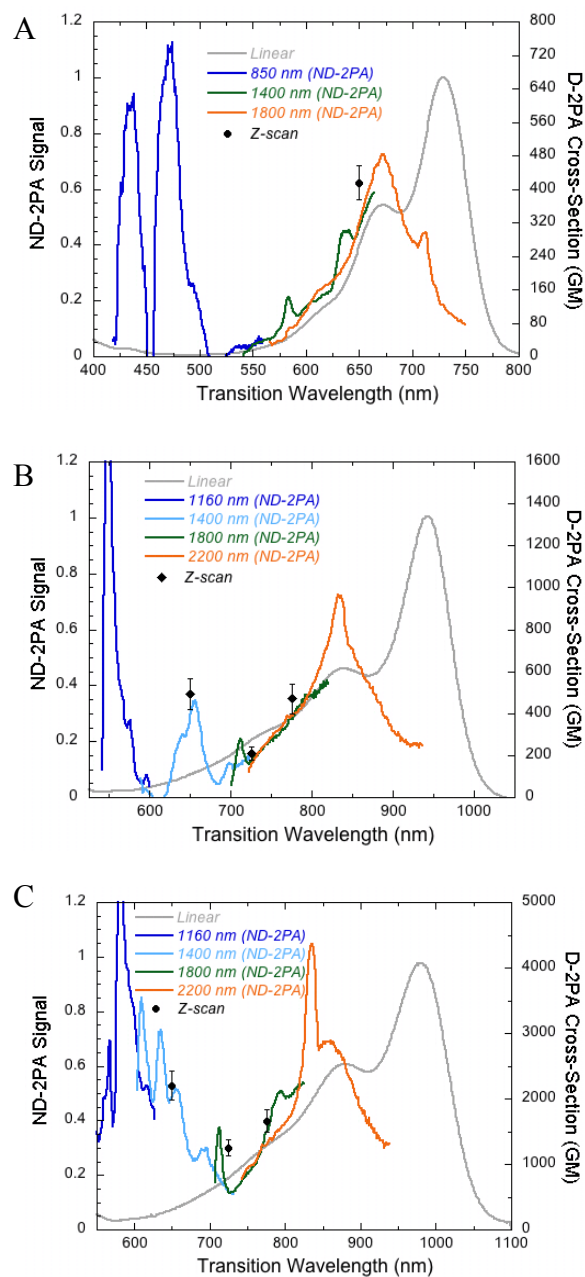 A
Linear
850 nm (ND-2PA)
1400 nm (ND-2PA)
1800 nm (ND-2PA)
Z-scan
ND-2PA Signal
0
0.2
0.4
0.6
0.8
1
1.2
D-2PA Cross-Section (GM)
0
80
160
240
320
400
480
560
640
720
800
400 450 500 550 600 650 700 750 800
Transition Wavelength (nm)
B
Linear
1160 nm (ND-2PA)
1400 nm (ND-2PA)
1800 nm (ND-2PA)
2200 nm (ND-2PA)
Z-scan
ND-2PA Signal
0
0.2
0.4
0.6
0.8
1
1.2
D-2PA Cross-Section (GM)
0
200
400
600
800
1000
1200
1400
1600
600 700 800 900 1000
Transition Wavelength (nm)
C
Linear
1160 nm (ND-2PA)
1400 nm (ND-2PA)
1800 nm (ND-2PA)
2200 nm (ND-2PA)
Z-scan
ND-2PA Signal
0
0.2
0.4
0.6
0.8
1
1.2
D-2PA Cross-Section (GM)
0
1000
2000
3000
4000
5000
600 700 800 900 1000 1100
Transition Wavelength (nm)